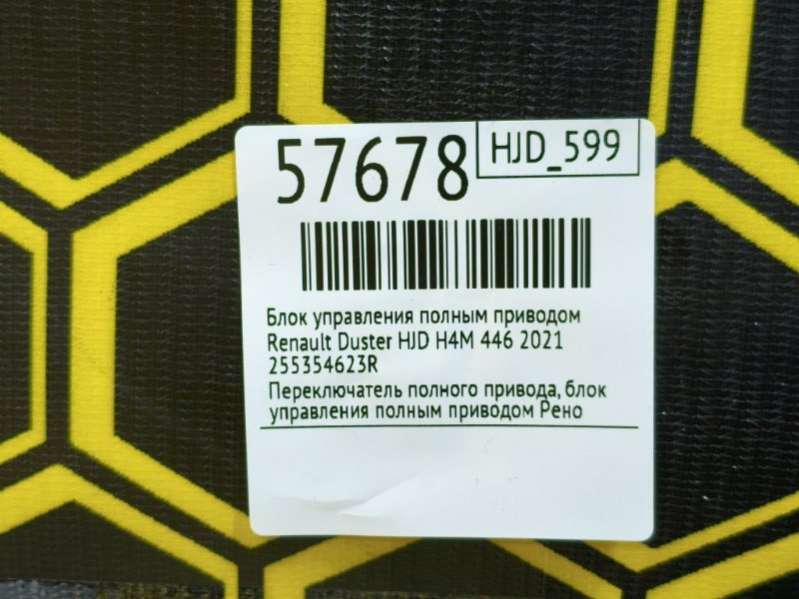 57678
HJD_599
Блок управления полным приводом
Renault Duster HJD H4M 446 2021
255354623R
Переключатель полного привода, блок
управления полным приводом Рено